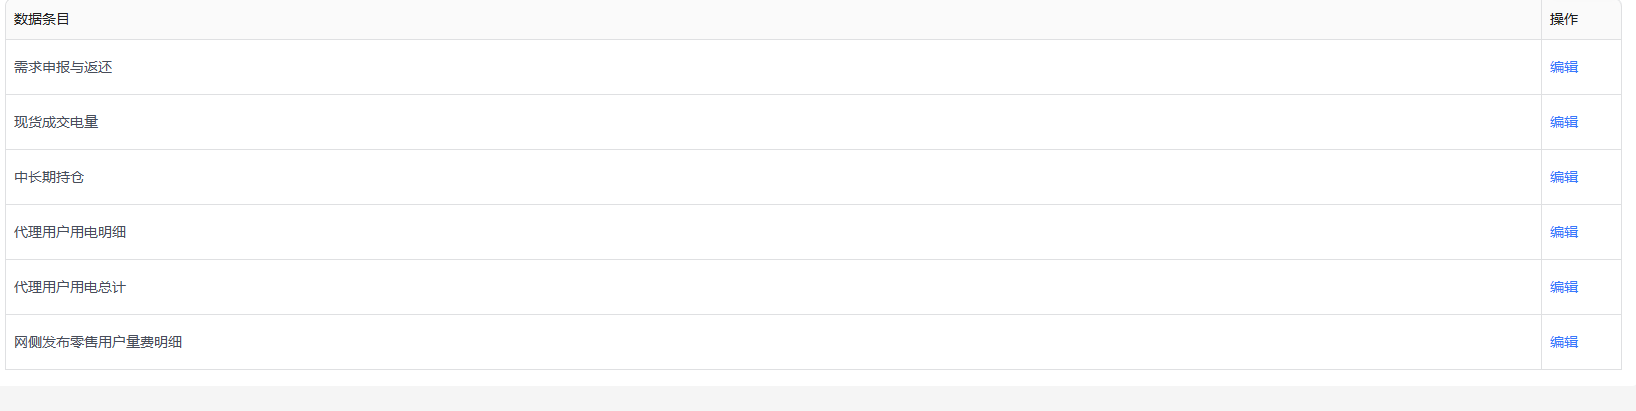 数据条目 操作
需求申报与返还 编辑
现货成交电量 编辑
中长期持仓 编辑
代理用户用电明细 编辑
代理用户用电总计 编辑
网侧发布零售用户量费明细 编辑